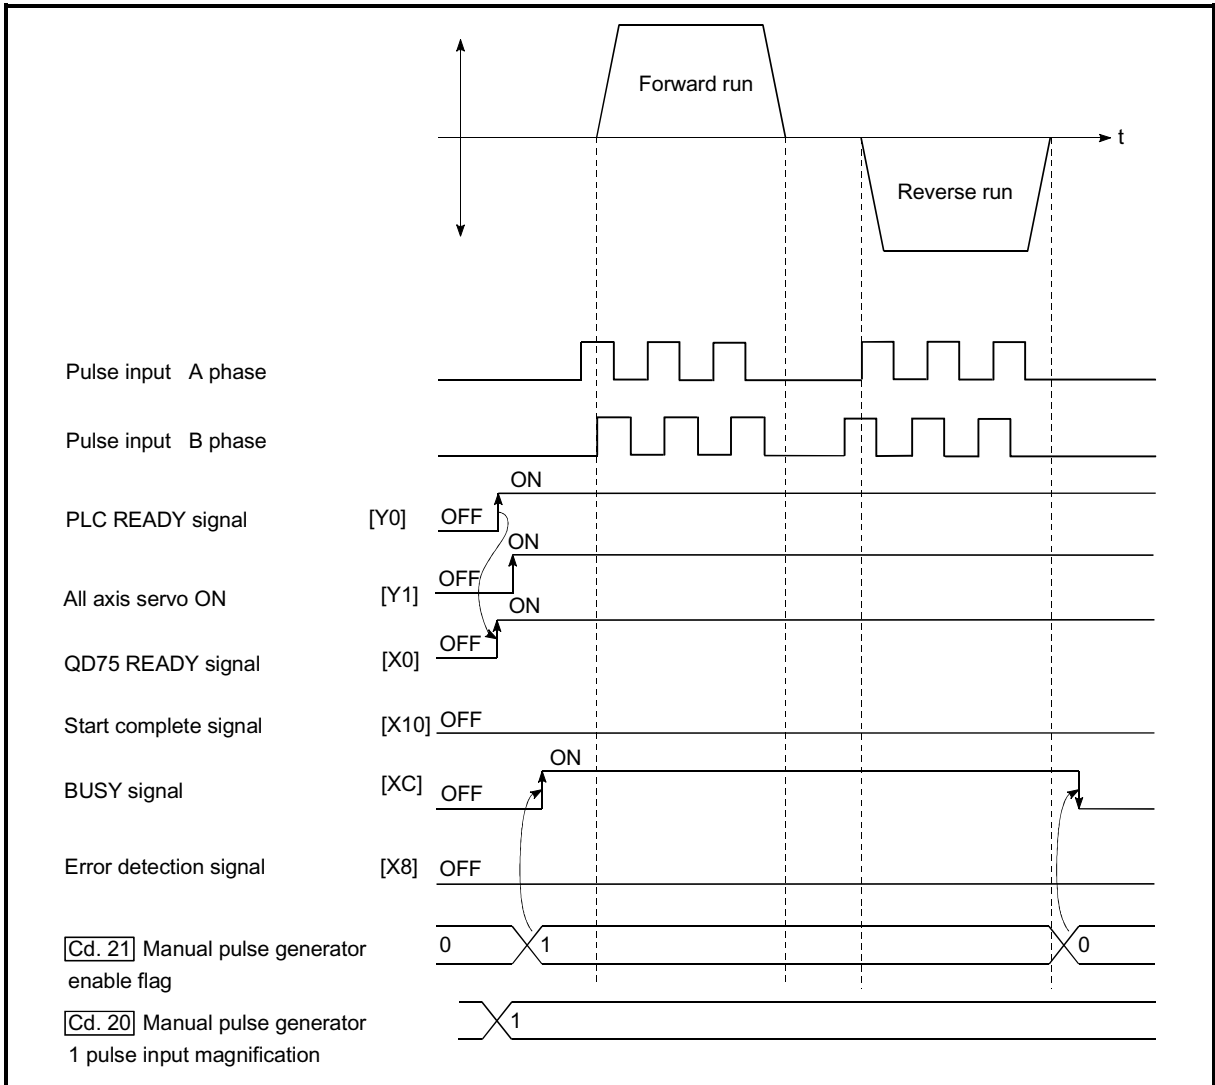 Forward run
t
Reverse run
Pulse input A phase
Pulse input B phase
ON
PLC READY signal [Y0] OFF
ON
All axis servo ON [Y1] OFF
ON
QD75 READY signal [X0] OFF
Start complete signal [X10] OFF
ON
BUSY signal [XC] OFF
Error detection signal [X8] OFF
Cd. 21 Manual pulse generator 0 1 0
enable flag
Cd. 20 Manual pulse generator 1
1 pulse input magnification